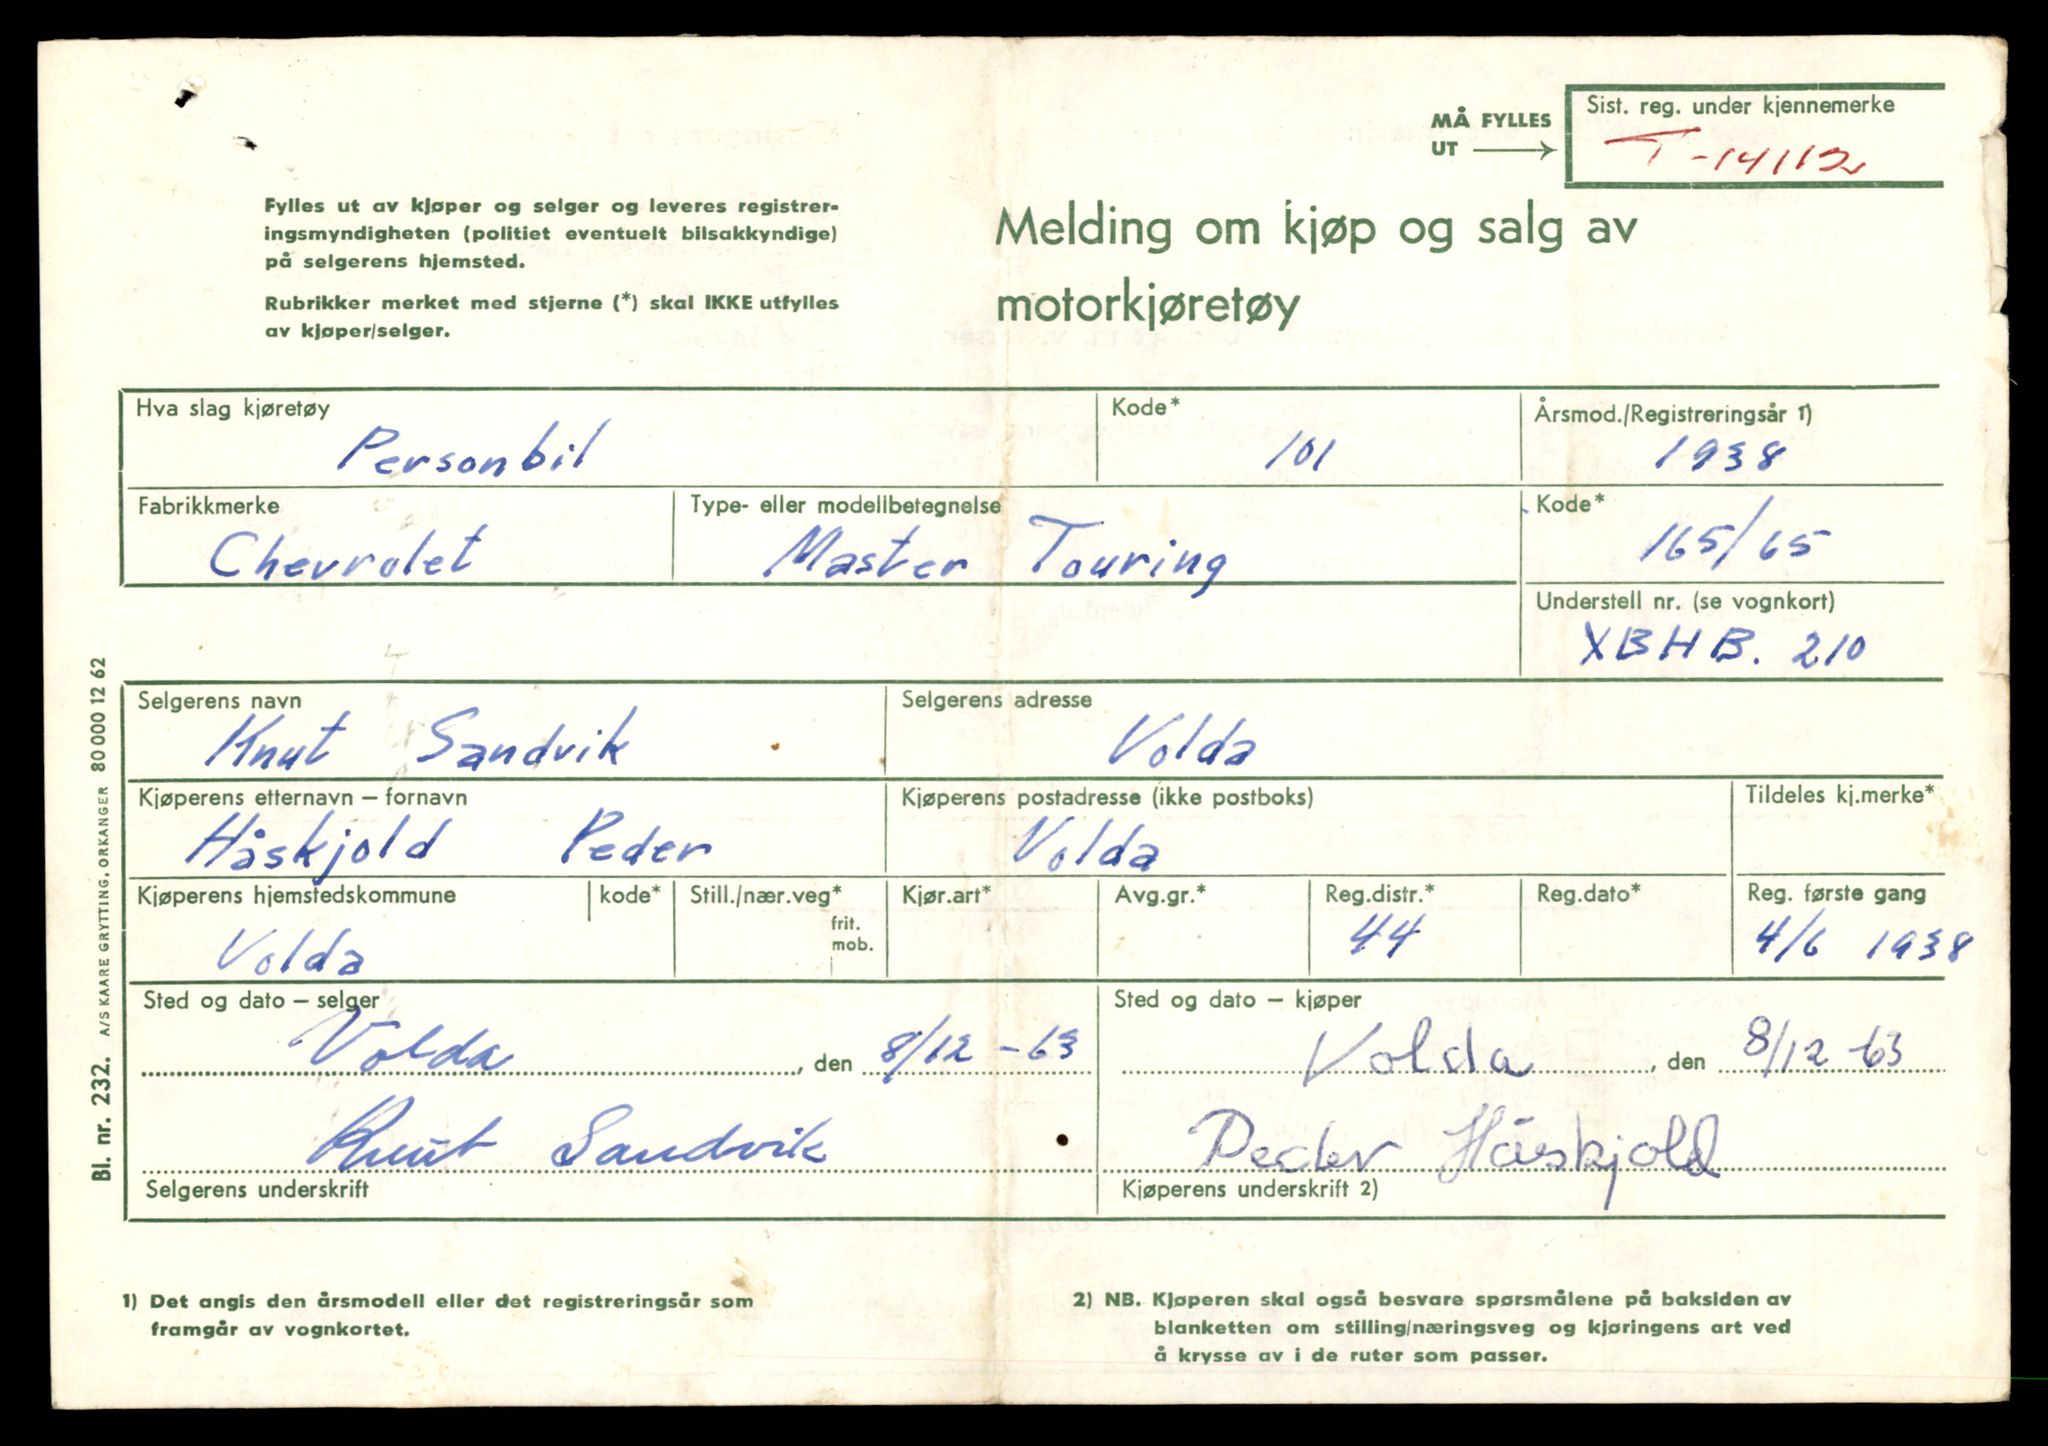 MÅ FYLLES
UT
Sist. reg. under kjennemerke
T-14112
Fylles ut av kjøper og selger og leveres registrer-
ingsmyndigheten (politiet eventuelt bilsakkyndige)
på selgerens hjemsted.
Rubrikker merket med stjerne (*) skal IKKE utfylles
av kjøper/selger.
Melding om kjøp og salg av
motorkjøretøy
Hva slag kjøretøy
Kode*
Årsmod./Registreringsår 1)
Personbil
101
1938
Fabrikkmerke
Type- eller modellbetegnelse
Kode*
Chevrolet
Master Touring
165/65
Understell nr. (se vognkort)
XBHB. 210
Selgerens navn
Selgerens adresse
Knut Sandvik
Volda
Kjøperens etternavn – fornavn
Kjøperens postadresse (ikke postboks)
Tildeles kj.merke*
Håskjold Peder
Volda
Kjøperens hjemstedskommune
kode*
Still./nær.veg*
Kjør.art*
Avg.gr.*
Reg.distr.*
Reg.dato*
Reg. første gang
frit.
mob.
Volda
44
4/6 1938
Sted og dato – selger
Sted og dato – kjøper
Volda, den 8/12 -63
Volda, den 8/12 -63
Knut Sandvik
Peder Håskjold
Selgerens underskrift
Kjøperens underskrift 2)
1) Det angis den årsmodell eller det registreringsår som
framgår av vognkortet.
2) NB. Kjøperen skal også besvare spørsmålene på baksiden av
blanketten om stilling/næringsveg og kjøringens art ved
å krysse av i de ruter som passer.
Bl. nr. 232. A/S KAARE GRYTTING, ORKANGER 80 000 12 62